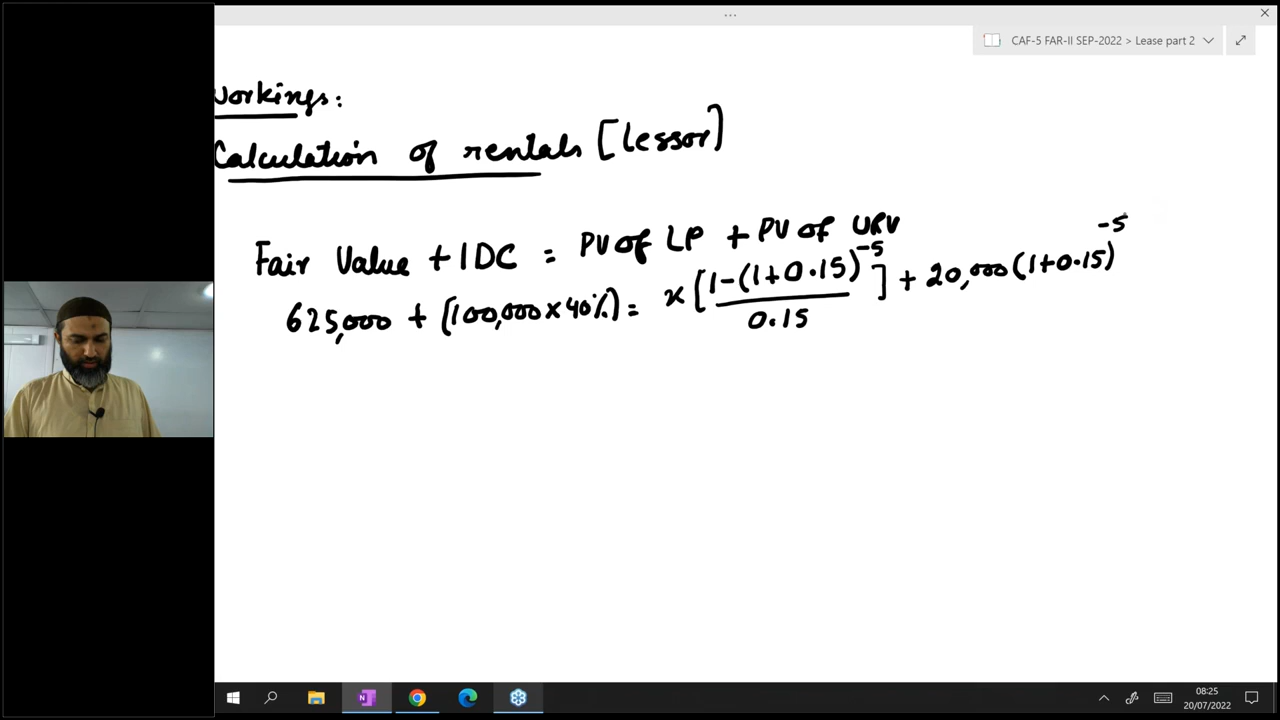 CAF-5 FAR-II SEP-2022 > Lease part 2
Workings:
Calculation of rentals [Lessor]
Fair Value + IDC = PV of LP + PV of URV
625,000 + [100,000 x 40%] = x [1-(1+0.15)^-5 / 0.15] + 20,000(1+0.15)^-5
08:25
20/07/2022